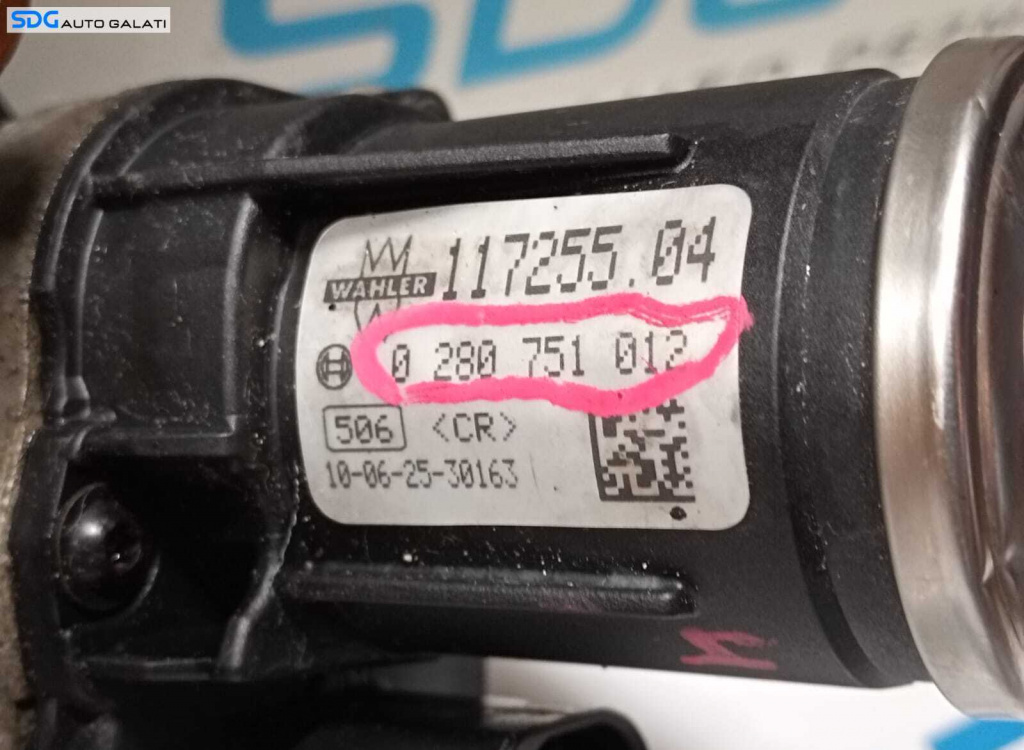 SDG AUTO GALATI
WAHLER 117255.04
0 280 751 012
506 <CR>
10-06-25-30163